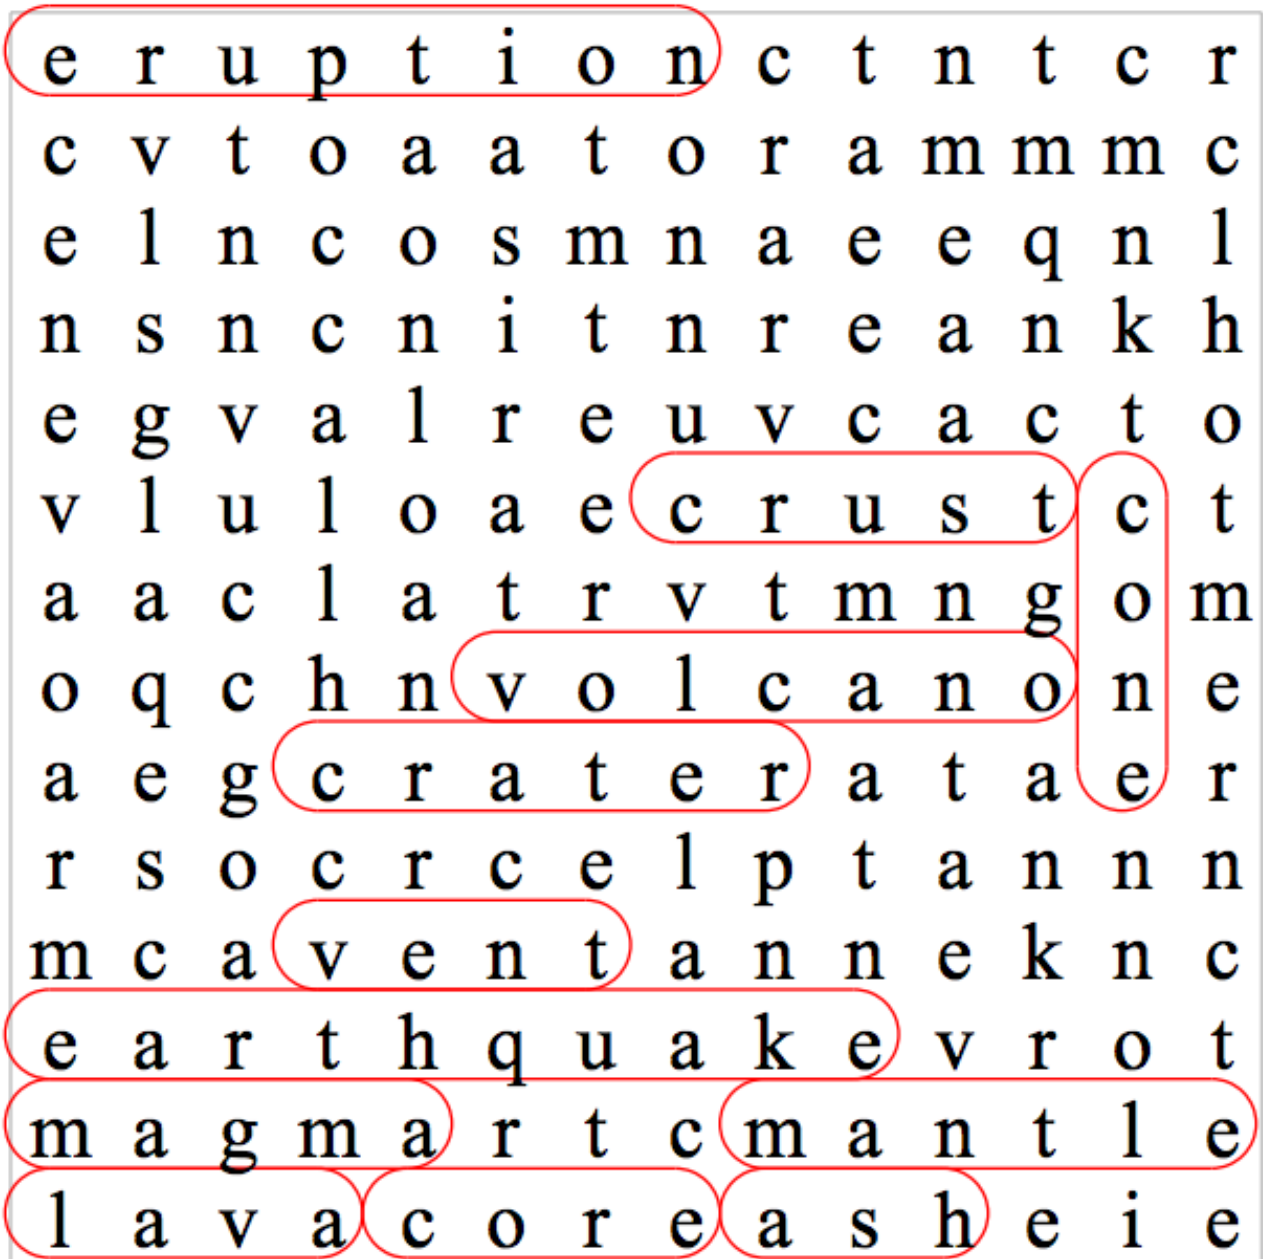 e r u p t i o n c t n t c r
c v t o a a t o r a m m m c
e l n c o s m n a e e q n l
n s n c n i t n r e a n k h
e g v a l r e u v c a c t o
v l u l o a e c r u s t c t
a a c l a t r v t m n g o m
o q c h n v o l c a n o n e
a e g c r a t e r a t a e r
r s o c r c e l p t a n n n
m c a v e n t a n n e k n c
e a r t h q u a k e v r o t
m a g m a r t c m a n t l e
l a v a c o r e a s h e i e